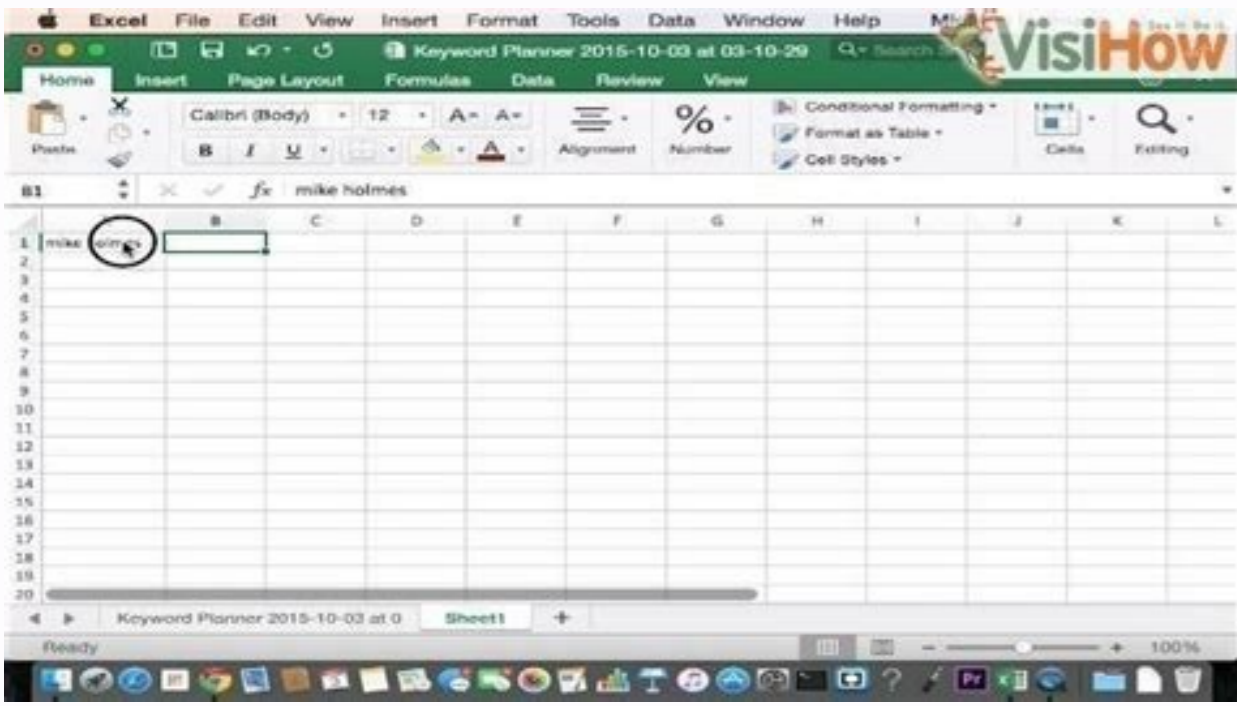 Excel File Edit View Insert Format Tools Data Window Help
VisiHow
Keyword Planner 2015-10-03 at 03-10-29
Home Insert Page Layout Formulas Data Review View
Calibri (Body) 12 A A
Conditional Formatting
Format as Table
Cell Styles
Paste
B I U A
Alignment
%
Number
Cells
Editing
B1 fx mike holmes
B C D E F G H I J K L
1 mike
2
3
4
5
6
7
8
9
10
11
12
13
14
15
16
17
18
19
20
Keyword Planner 2015-10-03 at 0 Sheet1 +
Ready
100%